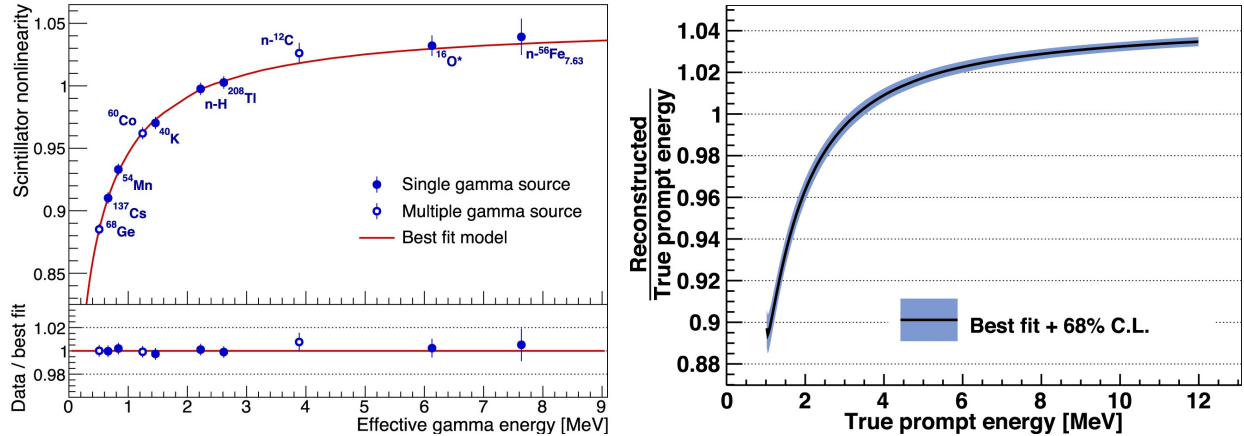 Scintillator nonlinearity
1.05
1
0.95
0.9
0.85
n-¹²C
¹⁶O*
n-⁵⁶Fe₇.₆₃
²⁰⁸Tl
n-H
⁶⁰Co
⁴⁰K
⁵⁴Mn
¹³⁷Cs
⁶⁸Ge
Single gamma source
Multiple gamma source
Best fit model
Data / best fit
1.02
1
0.98
0 1 2 3 4 5 6 7 8 9
Effective gamma energy [MeV]
Reconstructed
True prompt energy
1.04
1.02
1
0.98
0.96
0.94
0.92
0.9
0.88
Best fit + 68% C.L.
0 2 4 6 8 10 12
True prompt energy [MeV]